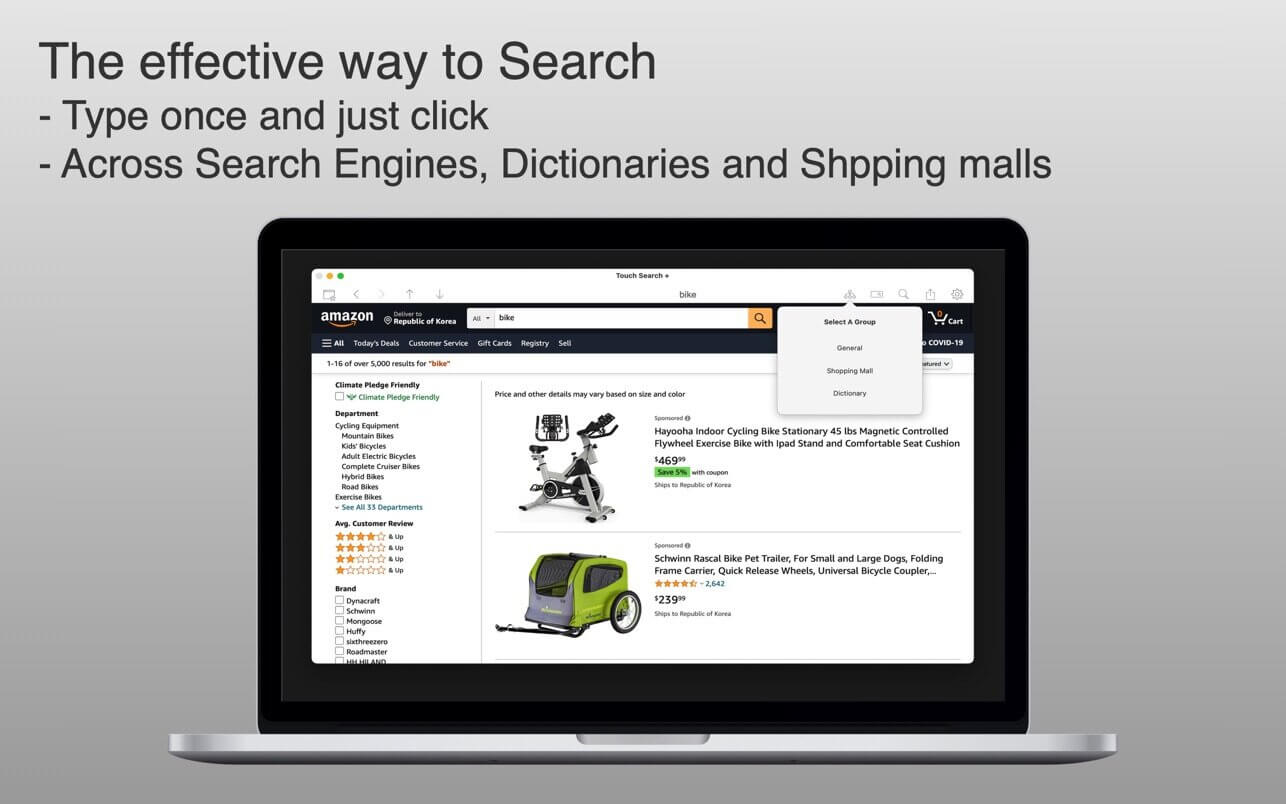 The effective way to Search
- Type once and just click
- Across Search Engines, Dictionaries and Shpping malls
Touch Search +
bike
amazon
Deliver to
Republic of Korea
All
bike
0
Cart
Select A Group
General
Shopping Mall
Dictionary
All Today's Deals Customer Service Gift Cards Registry Sell
o COVID-19
1-16 of over 5,000 results for "bike"
atured
Climate Pledge Friendly
Climate Pledge Friendly
Department
Cycling Equipment
Mountain Bikes
Kids' Bicycles
Adult Electric Bicycles
Complete Cruiser Bikes
Hybrid Bikes
Road Bikes
Exercise Bikes
See All 33 Departments
Avg. Customer Review
& Up
& Up
& Up
& Up
Brand
Dynacraft
Schwinn
Mongoose
Huffy
sixthreezero
Roadmaster
HH HILAND
Price and other details may vary based on size and color
Sponsored
Hayooha Indoor Cycling Bike Stationary 45 lbs Magnetic Controlled
Flywheel Exercise Bike with Ipad Stand and Comfortable Seat Cushion
$46999
Save 5% with coupon
Ships to Republic of Korea
Sponsored
Schwinn Rascal Bike Pet Trailer, For Small and Large Dogs, Folding
Frame Carrier, Quick Release Wheels, Universal Bicycle Coupler,...
2,642
$23999
Ships to Republic of Korea